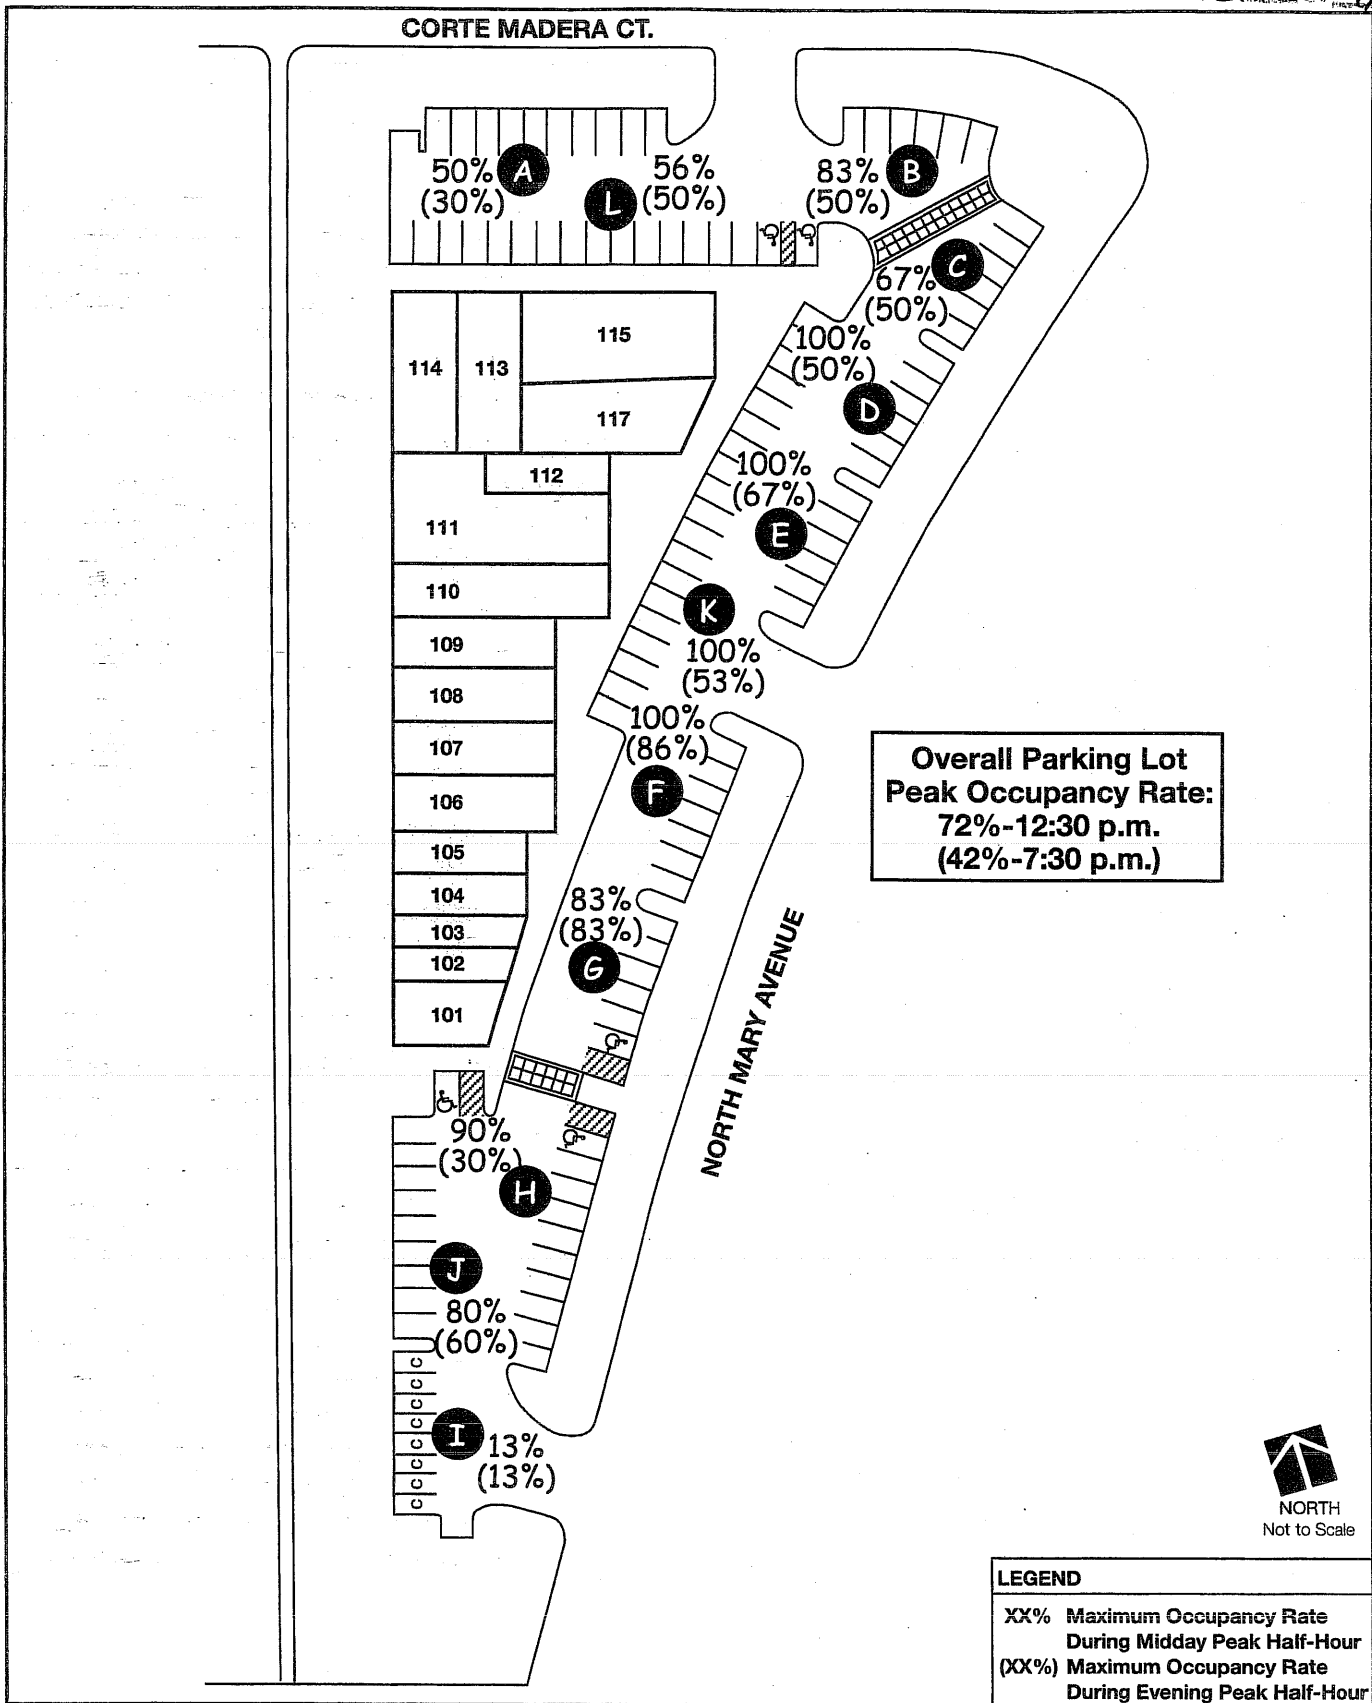 CORTE MADERA CT.
50%
(30%)
A
L
56%
(50%)
83%
(50%)
B
67%
(50%)
C
100%
(50%)
D
114
113
115
117
112
111
110
109
108
107
106
105
104
103
102
101
100%
(67%)
E
K
100%
(53%)
100%
(86%)
F
83%
(83%)
G
Overall Parking Lot
Peak Occupancy Rate:
72%-12:30 p.m.
(42%-7:30 p.m.)
NORTH MARY AVENUE
90%
(30%)
H
J
80%
(60%)
C
C
C
C
C
C
C
C
I
13%
(13%)
NORTH
Not to Scale
LEGEND
XX% Maximum Occupancy Rate
During Midday Peak Half-Hour
(XX%) Maximum Occupancy Rate
During Evening Peak Half-Hour